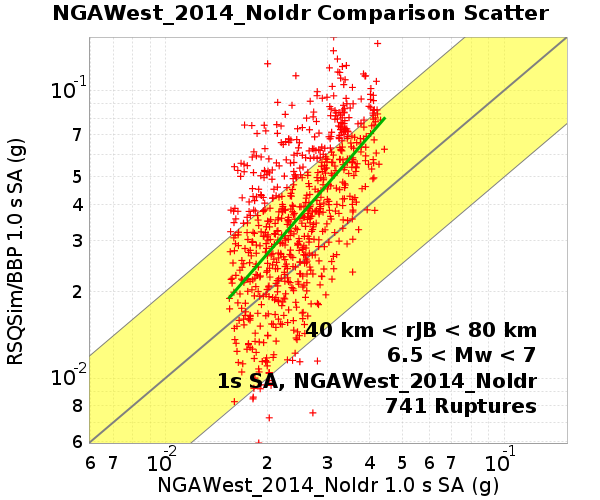 NGAWest_2014_NoIdr Comparison Scatter
RSQSim/BBP 1.0 s SA (g)
10-1
7
5
4
3
2
10-2
8
6
40 km < rJB < 80 km
6.5 < Mw < 7
1s SA, NGAWest_2014_NoIdr
741 Ruptures
6 7 10-2 2 3 4 5 6 7 10-1
NGAWest_2014_NoIdr 1.0 s SA (g)